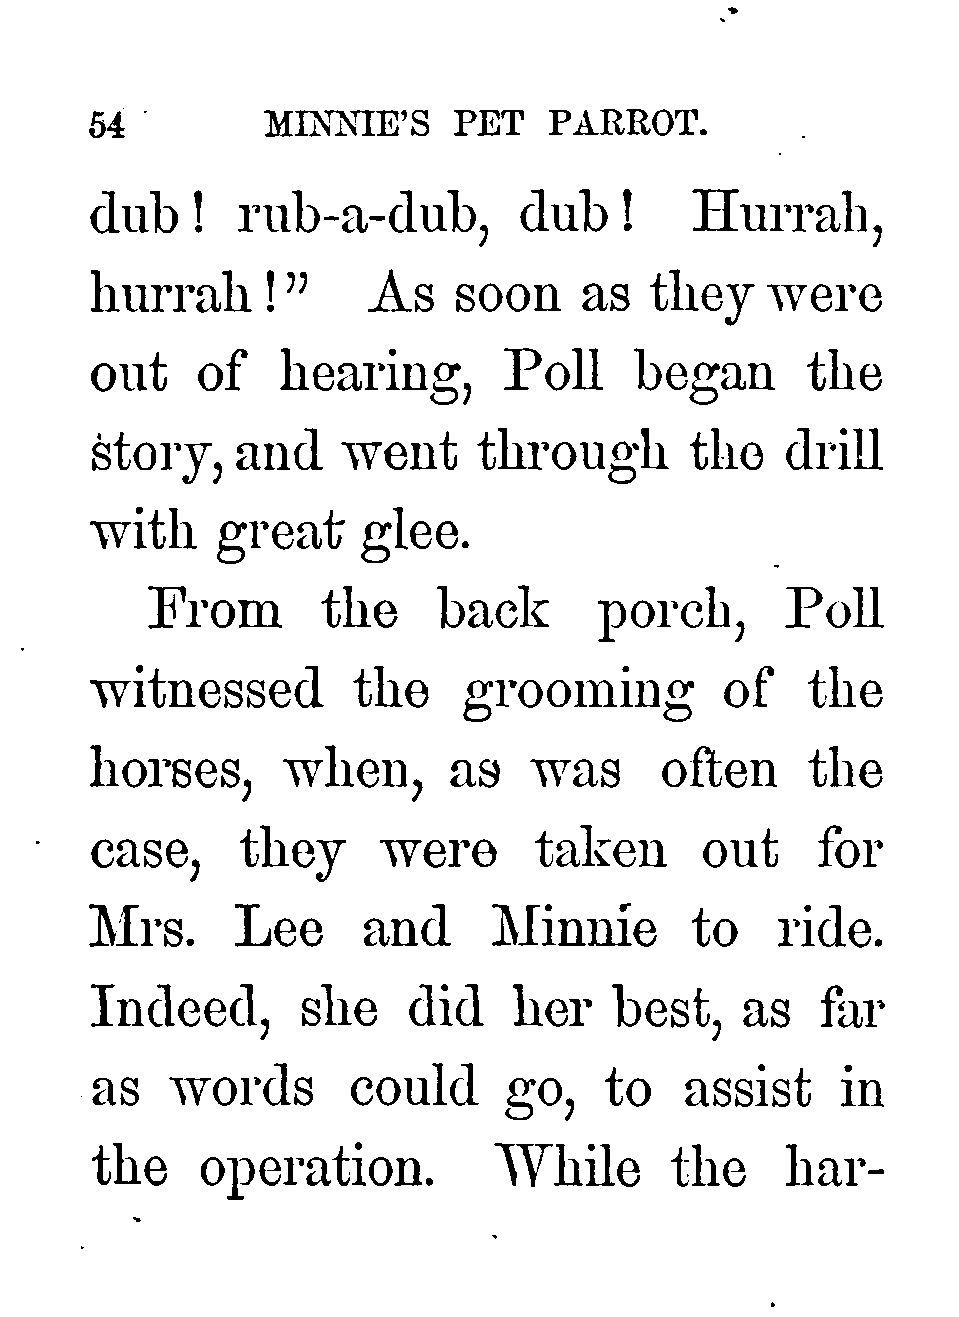 54 MINNIE'S PET PARROT.
dub! rub-a-dub, dub! Hurrah,
hurrah!" As soon as they were
out of hearing, Poll began the
story, and went through the drill
with great glee.
From the back porch, Poll
witnessed the grooming of the
horses, when, as was often the
case, they were taken out for
Mrs. Lee and Minnie to ride.
Indeed, she did her best, as far
as words could go, to assist in
the operation. While the har-